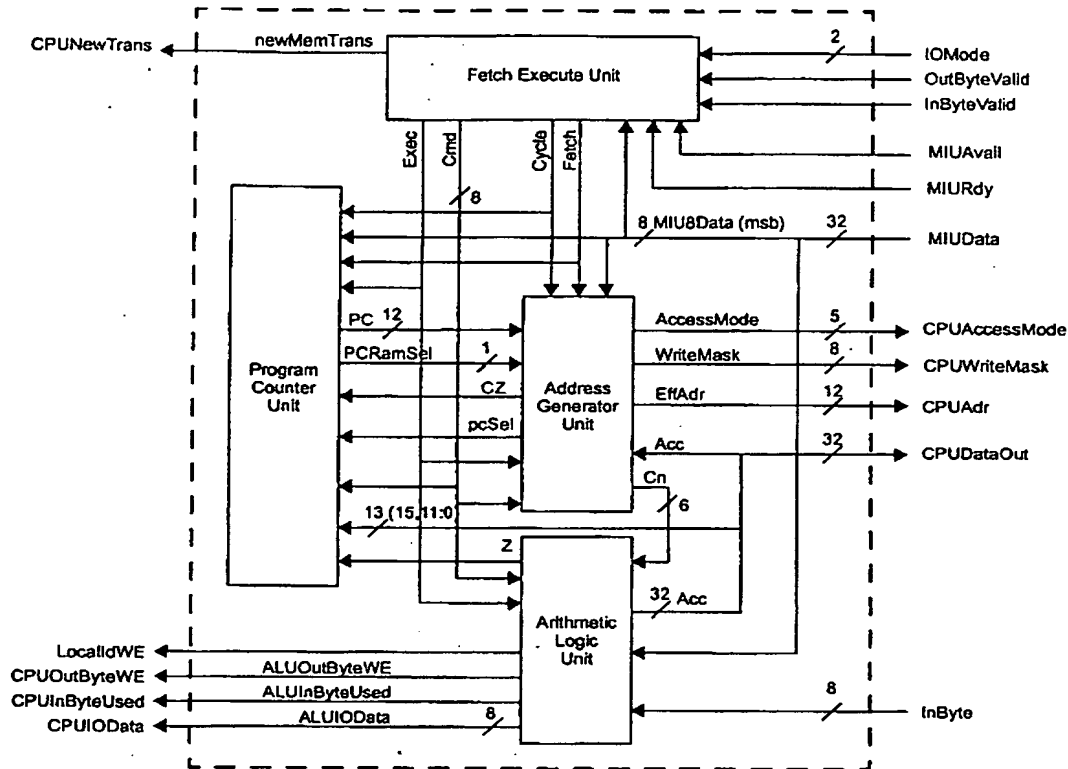 CPUNewTrans
newMemTrans
Fetch Execute Unit
2
IOMode
OutByteValid
InByteValid
MIUAvail
MIURdy
Exec
Cmd
Cycle
Fetch
8
8 MIU8Data (msb)
32
MIUData
PC 12
PCRamSel 1
CZ
pcSel
Program
Counter
Unit
Address
Generator
Unit
AccessMode
5
CPUAccessMode
WriteMask
8
CPUWriteMask
EffAdr
12
CPUAdr
Acc
32
CPUDataOut
Cn
6
13 (15,11:0
Z
32 Acc
Arithmetic
Logic
Unit
LocalIdWE
CPUOutByteWE
ALUOutByteWE
CPUInByteUsed
ALUInByteUsed
CPUIOData
ALUIOData
8
8
InByte